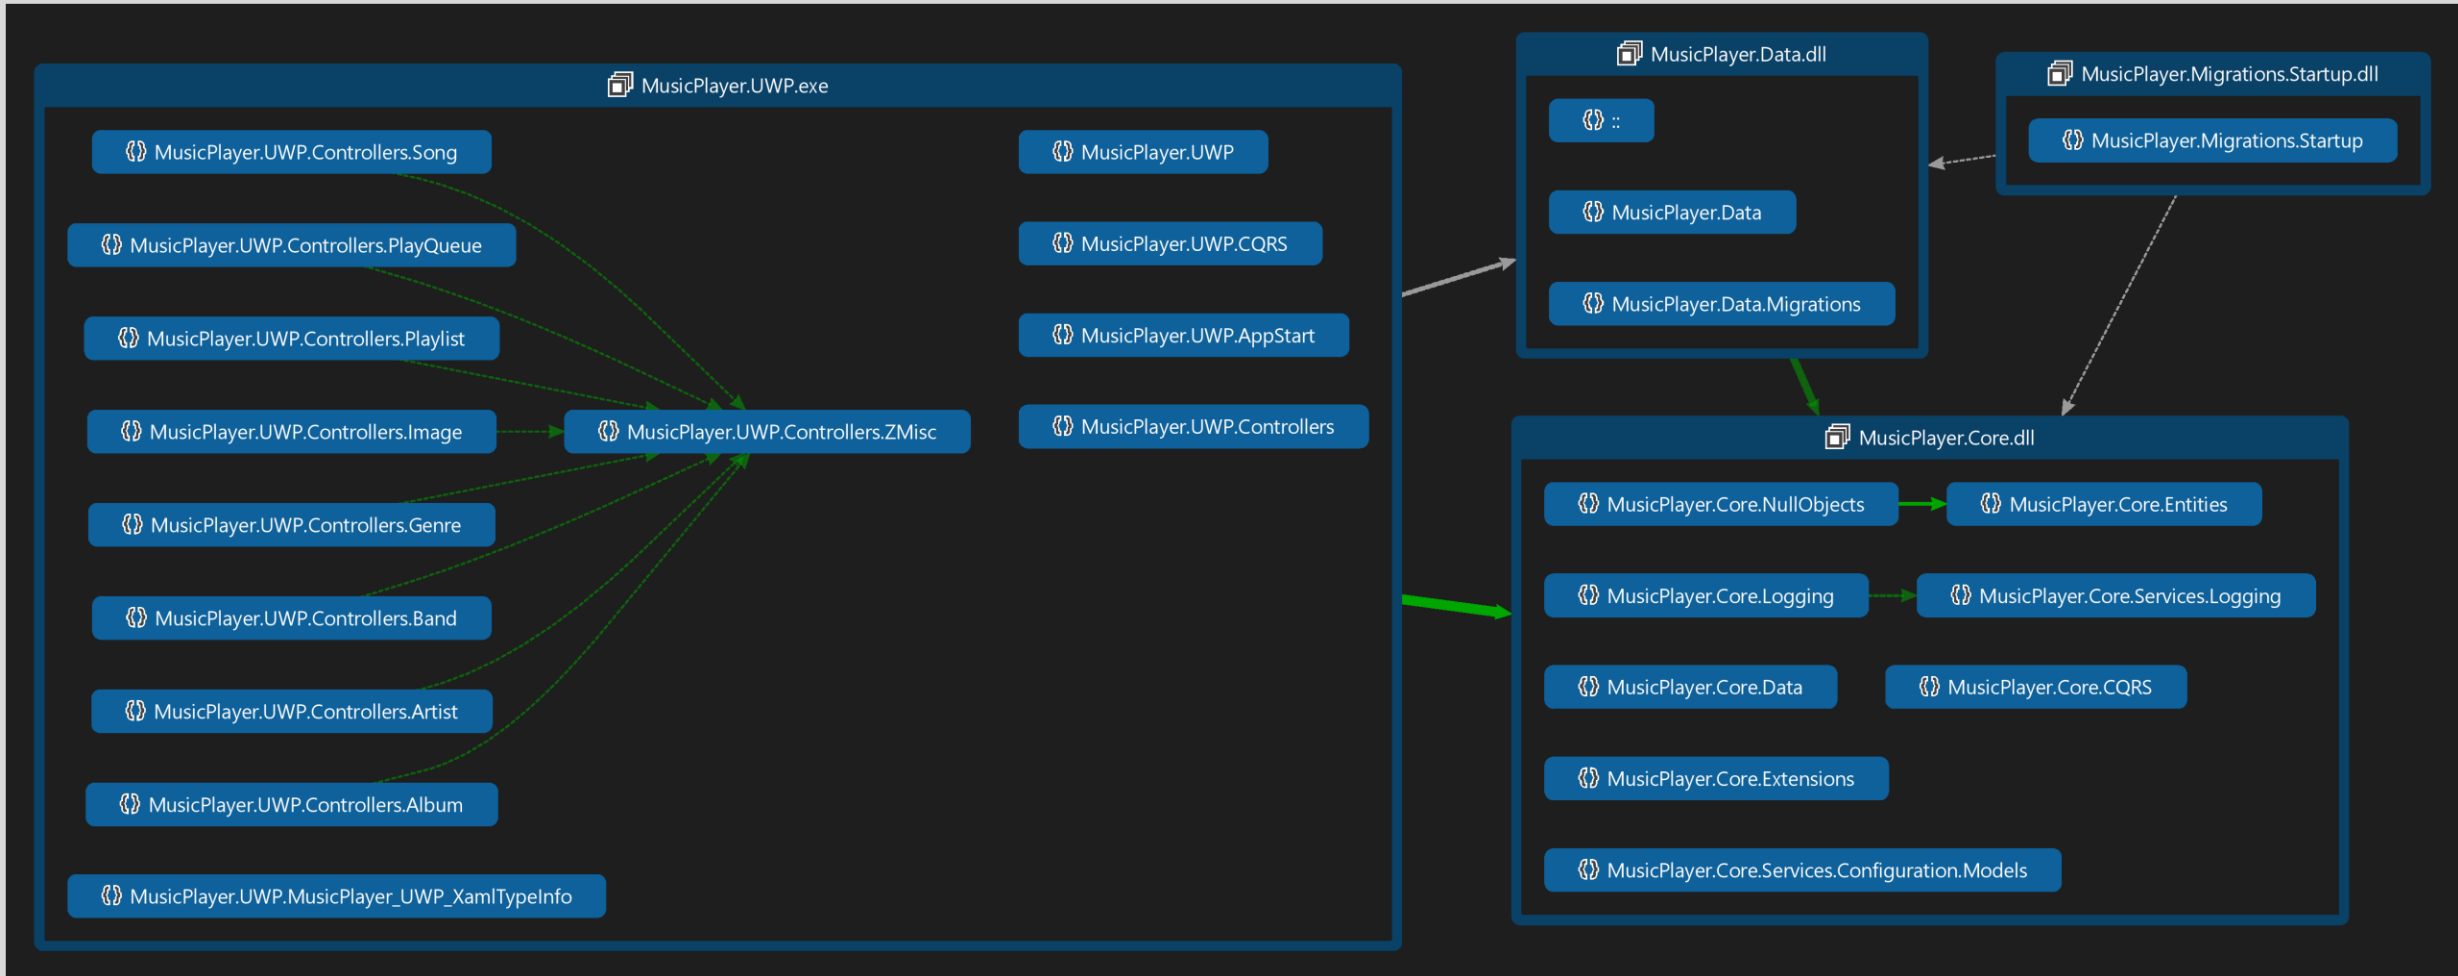 MusicPlayer.UWP.exe
MusicPlayer.UWP.Controllers.Song
MusicPlayer.UWP.Controllers.PlayQueue
MusicPlayer.UWP.Controllers.Playlist
MusicPlayer.UWP.Controllers.Image
MusicPlayer.UWP.Controllers.ZMisc
MusicPlayer.UWP.Controllers.Genre
MusicPlayer.UWP.Controllers.Band
MusicPlayer.UWP.Controllers.Artist
MusicPlayer.UWP.Controllers.Album
MusicPlayer.UWP.MusicPlayer_UWP_XamlTypeInfo
MusicPlayer.UWP
MusicPlayer.UWP.CQRS
MusicPlayer.UWP.AppStart
MusicPlayer.UWP.Controllers
MusicPlayer.Data.dll
::
MusicPlayer.Data
MusicPlayer.Data.Migrations
MusicPlayer.Migrations.Startup.dll
MusicPlayer.Migrations.Startup
MusicPlayer.Core.dll
MusicPlayer.Core.NullObjects
MusicPlayer.Core.Entities
MusicPlayer.Core.Logging
MusicPlayer.Core.Services.Logging
MusicPlayer.Core.Data
MusicPlayer.Core.CQRS
MusicPlayer.Core.Extensions
MusicPlayer.Core.Services.Configuration.Models